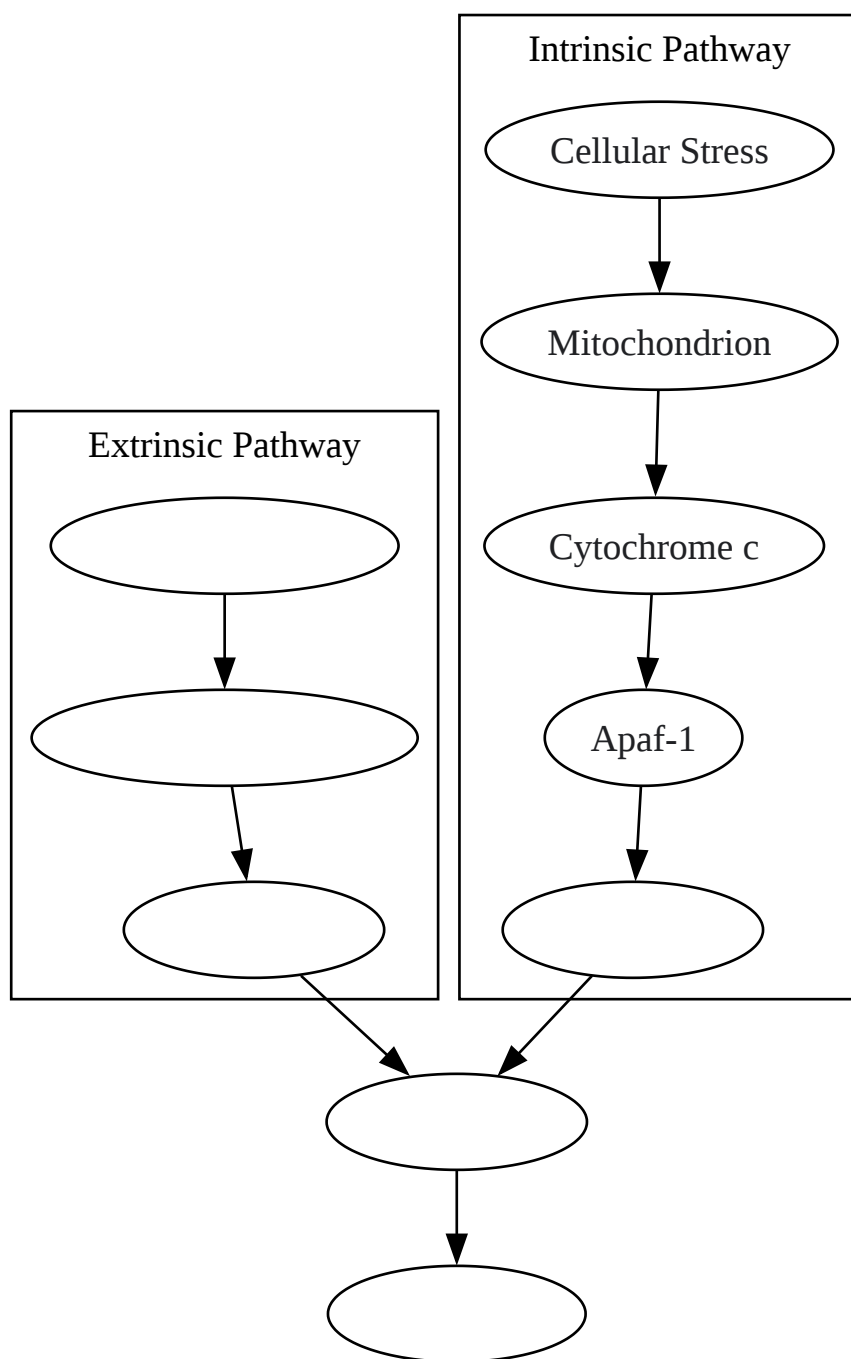 Intrinsic Pathway
Cellular Stress
Mitochondrion
Extrinsic Pathway
Cytochrome c
Apaf-1